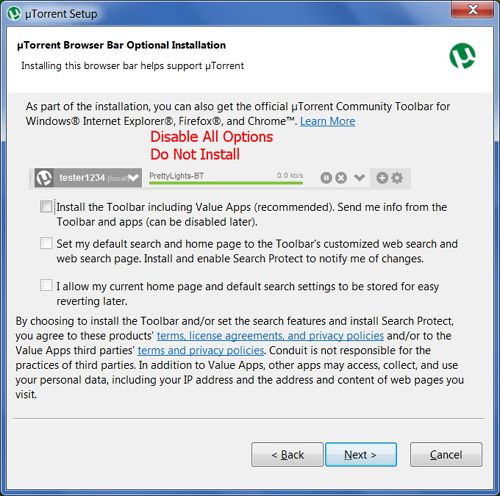 µTorrent Setup
µTorrent Browser Bar Optional Installation
Installing this browser bar helps support µTorrent
As part of the installation, you can also get the official µTorrent Community Toolbar for
Windows® Internet Explorer®, Firefox®, and Chrome™. Learn More
Disable All Options
Do Not Install
tester1234 (local) PrettyLights-BT 0.0 kb/s
Install the Toolbar including Value Apps (recommended). Send me info from the
Toolbar and apps (can be disabled later).
Set my default search and home page to the Toolbar's customized web search and
web search page. Install and enable Search Protect to notify me of changes.
I allow my current home page and default search settings to be stored for easy
reverting later.
By choosing to install the Toolbar and/or set the search features and install Search Protect,
you agree to these products' terms, license agreements, and privacy policies and/or to the
Value Apps third parties' terms and privacy policies. Conduit is not responsible for the
practices of third parties. In addition to Value Apps, other apps may access, collect, and use
your personal data, including your IP address and the address and content of web pages you
visit.
< Back
Next >
Cancel